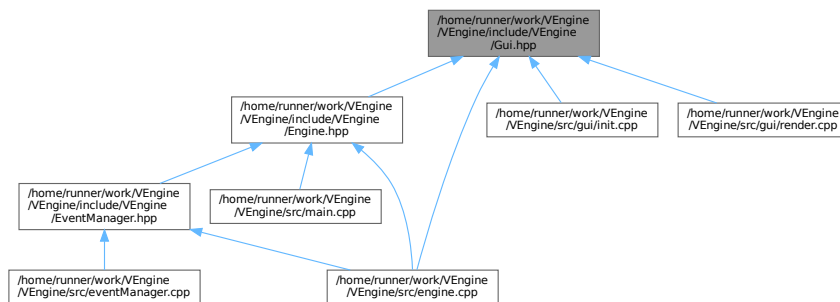 /home/runner/work/VEngine
/VEngine/include/VEngine
/Gui.hpp
/home/runner/work/VEngine
/VEngine/include/VEngine
/Engine.hpp
/home/runner/work/VEngine
/VEngine/src/gui/init.cpp
/home/runner/work/VEngine
/VEngine/src/gui/render.cpp
/home/runner/work/VEngine
/VEngine/include/VEngine
/EventManager.hpp
/home/runner/work/VEngine
/VEngine/src/main.cpp
/home/runner/work/VEngine
/VEngine/src/eventManager.cpp
/home/runner/work/VEngine
/VEngine/src/engine.cpp